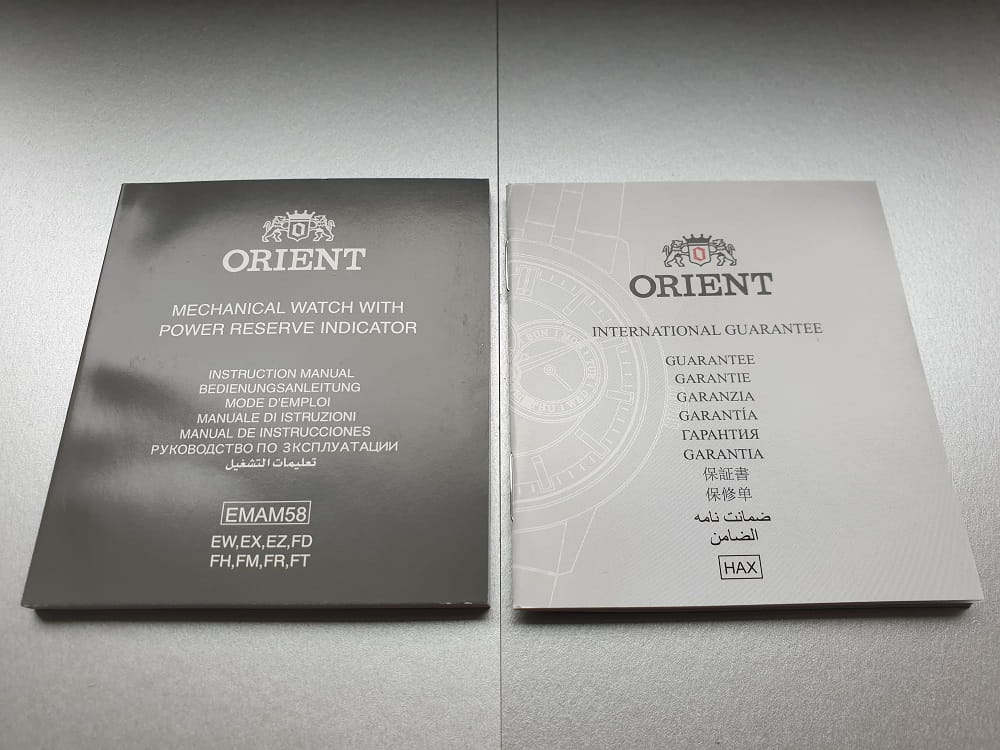 ORIENT
MECHANICAL WATCH WITH
POWER RESERVE INDICATOR
INSTRUCTION MANUAL
BEDIENUNGSANLEITUNG
MODE D'EMPLOI
MANUALE DI ISTRUZIONI
MANUAL DE INSTRUCCIONES
РУКОВОДСТВО ПО ЗКСПЛУАТАЦИИ
تعليمات التشغيل
EMAM58
EW,EX,EZ,FD
FH,FM,FR,FT
ORIENT
INTERNATIONAL GUARANTEE
GUARANTEE
GARANTIE
GARANZIA
GARANTÍA
ГАРАНТИЯ
GARANTIA
保証書
保修单
ضمانت نامه
الضامن
HAX